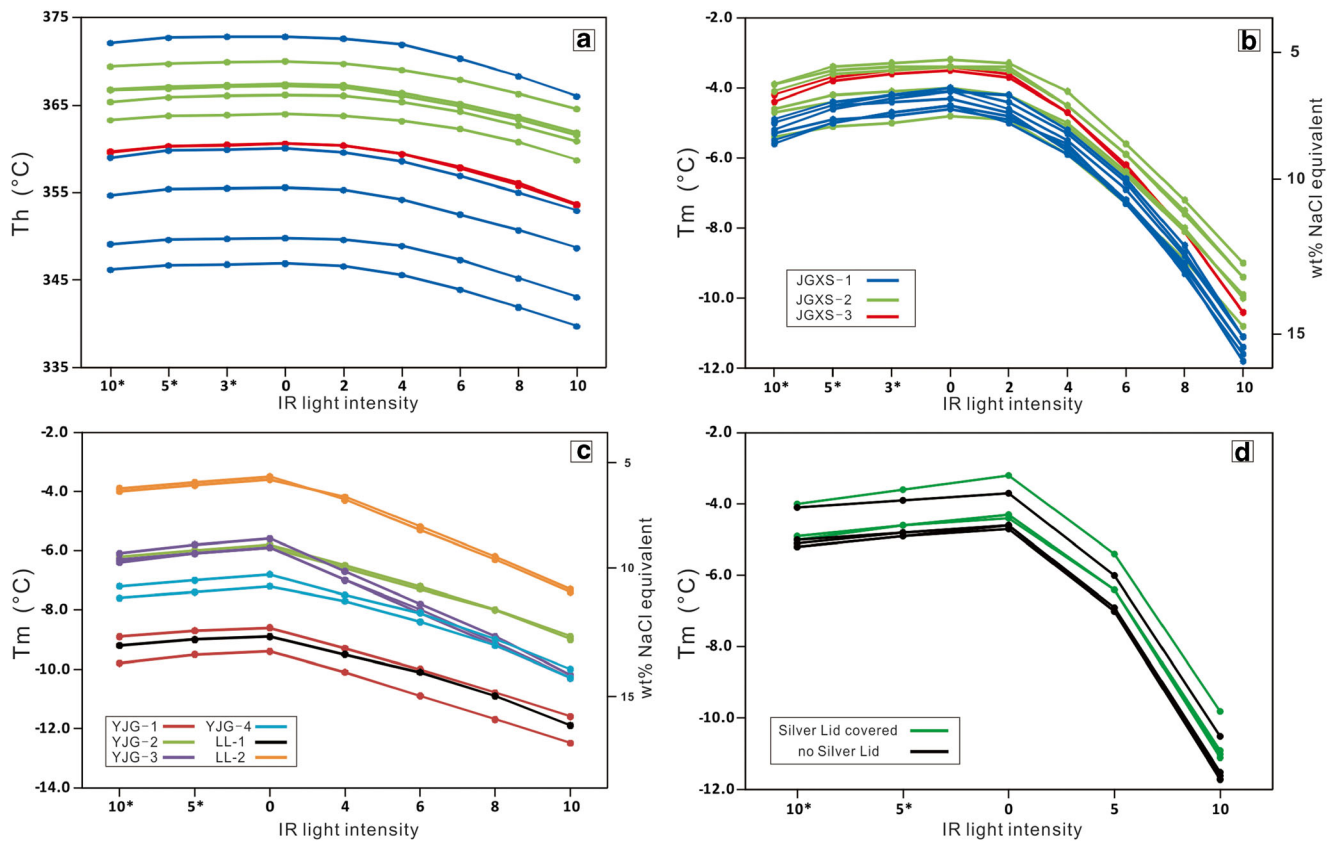 a
375
365
355
345
335
Th (°C)
10* 5* 3* 0 2 4 6 8 10
IR light intensity
b
-2.0
-4.0
-6.0
-8.0
-10.0
-12.0
Tm (°C)
5
10
15
wt% NaCl equivalent
JGXS-1
JGXS-2
JGXS-3
10* 5* 3* 0 2 4 6 8 10
IR light intensity
c
-2.0
-4.0
-6.0
-8.0
-10.0
-12.0
-14.0
Tm (°C)
5
10
15
wt% NaCl equivalent
YJG-1 YJG-4
YJG-2 LL-1
YJG-3 LL-2
10* 5* 0 4 6 8 10
IR light intensity
d
-2.0
-4.0
-6.0
-8.0
-10.0
-12.0
Tm (°C)
Silver Lid covered
no Silver Lid
10* 5* 0 5 10
IR light intensity